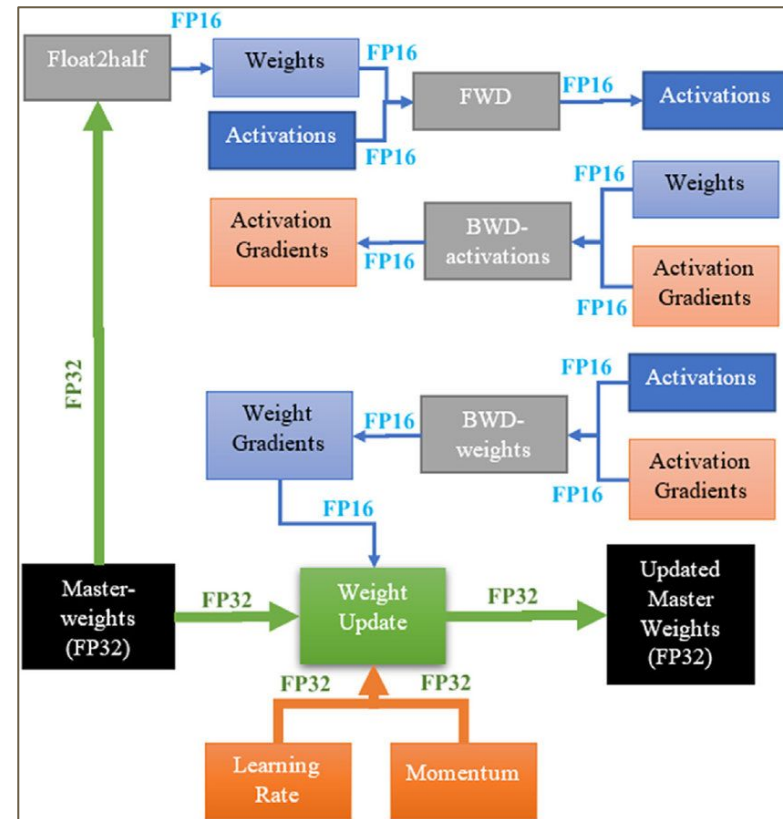 FP16
Float2half
Weights
FP16
FWD
FP16
Activations
Activations
FP16
FP16
Weights
Activation
Gradients
FP16
BWD-
activations
Activation
Gradients
FP16
FP32
FP16
Activations
Weight
Gradients
FP16
BWD-
weights
Activation
Gradients
FP16
FP16
Master-
weights
(FP32)
FP32
Weight
Update
FP32
Updated
Master
Weights
(FP32)
FP32
FP32
Learning
Rate
Momentum